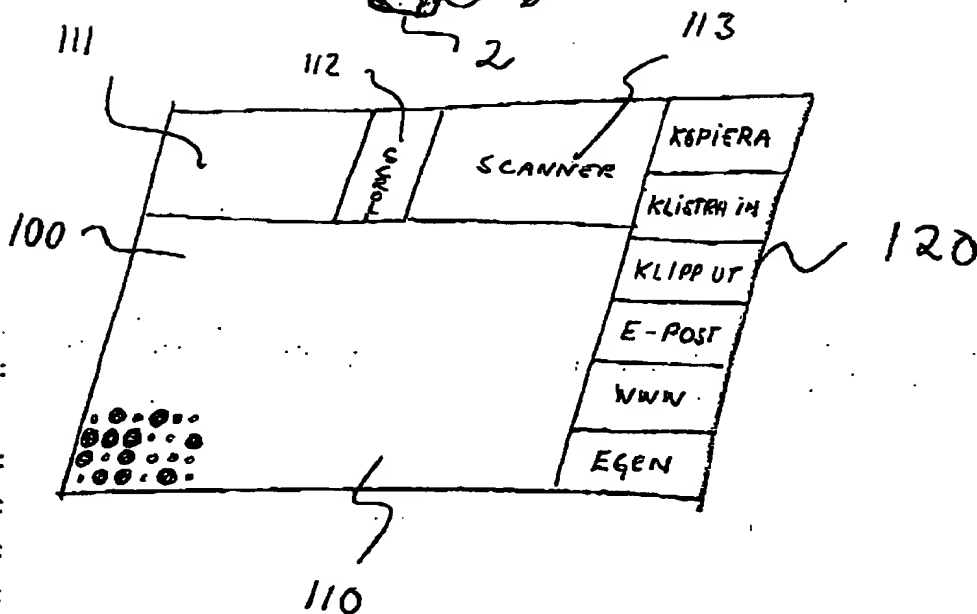 2
113
111
112
SCANNER
KOPIERA
KLISTRA IN
100
KLIPP UT
120
E-POST
WWW
EGEN
110